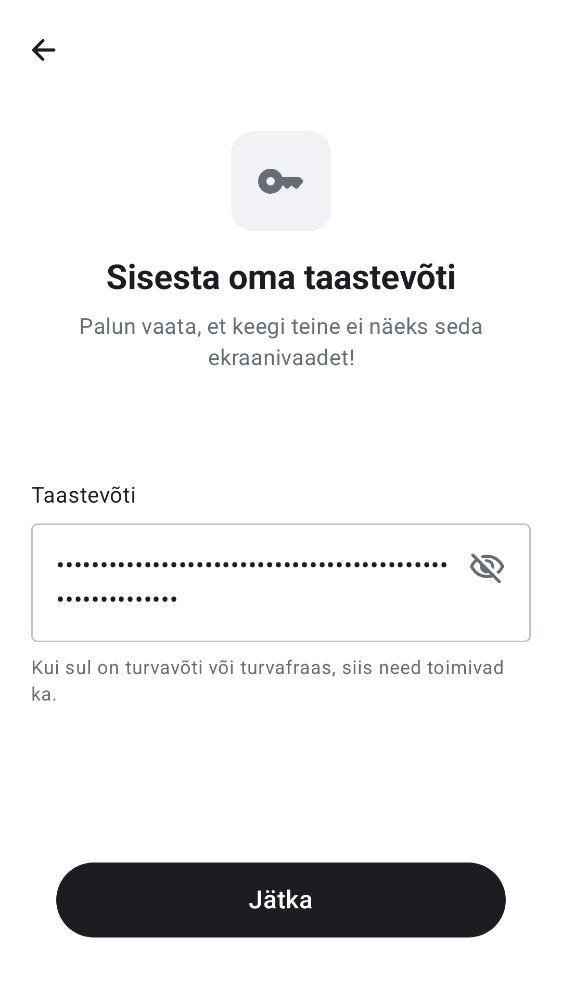 Sisesta oma taastevõti
Palun vaata, et keegi teine ei näeks seda
ekraanivaadet!
Taastevõti
•••••••••••••••••••••••••••••••••••••••••••••
••••••••••••••
Kui sul on turvavõti või turvafraas, siis need toimivad
ka.
Jätka